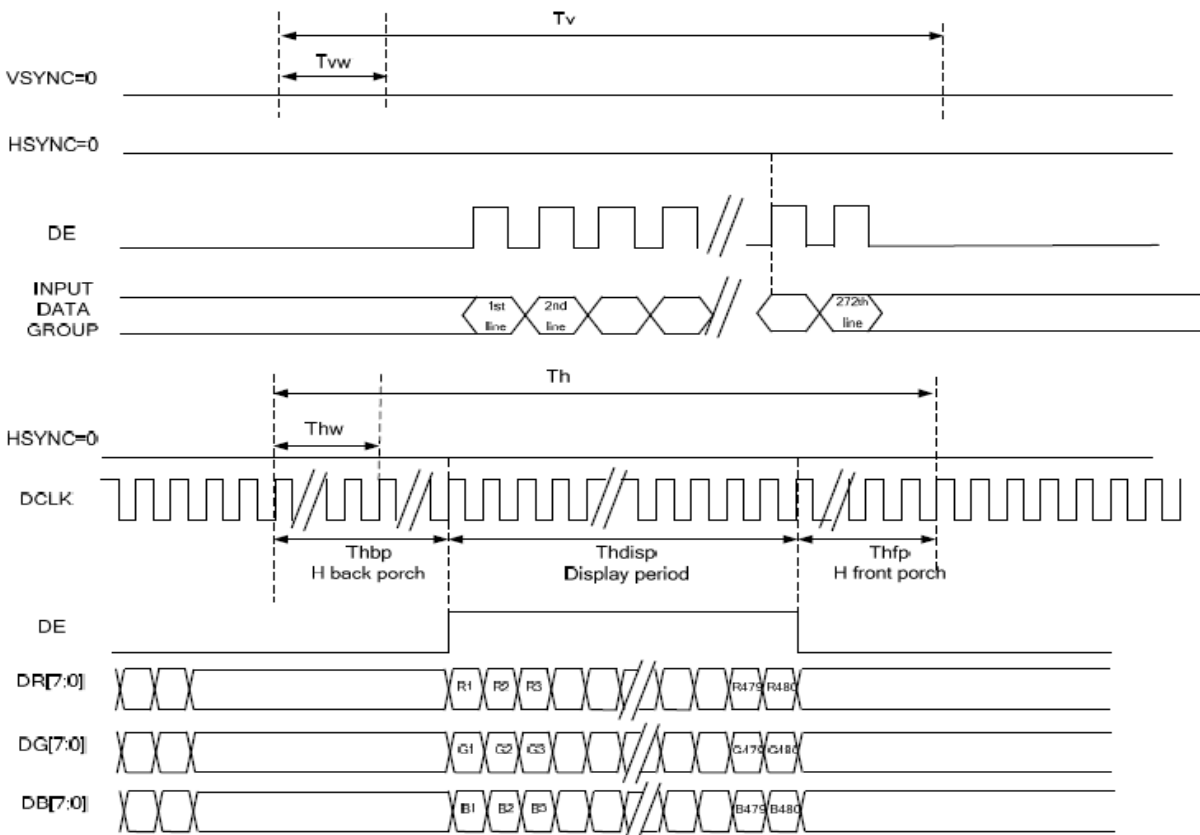 Tv
Tvw
VSYNC=0
HSYNC=0
DE
INPUT
DATA
GROUP
1st
line
2nd
line
272th
line
Th
Thw
HSYNC=0
DCLK
Thbp
H back porch
Thdisp
Display period
Thfp
H front porch
DE
DR[7:0]
R1 R2 R3 R479 R480
DG[7:0]
G1 G2 G3 G479 G480
DB[7:0]
B1 B2 B3 B479 B480